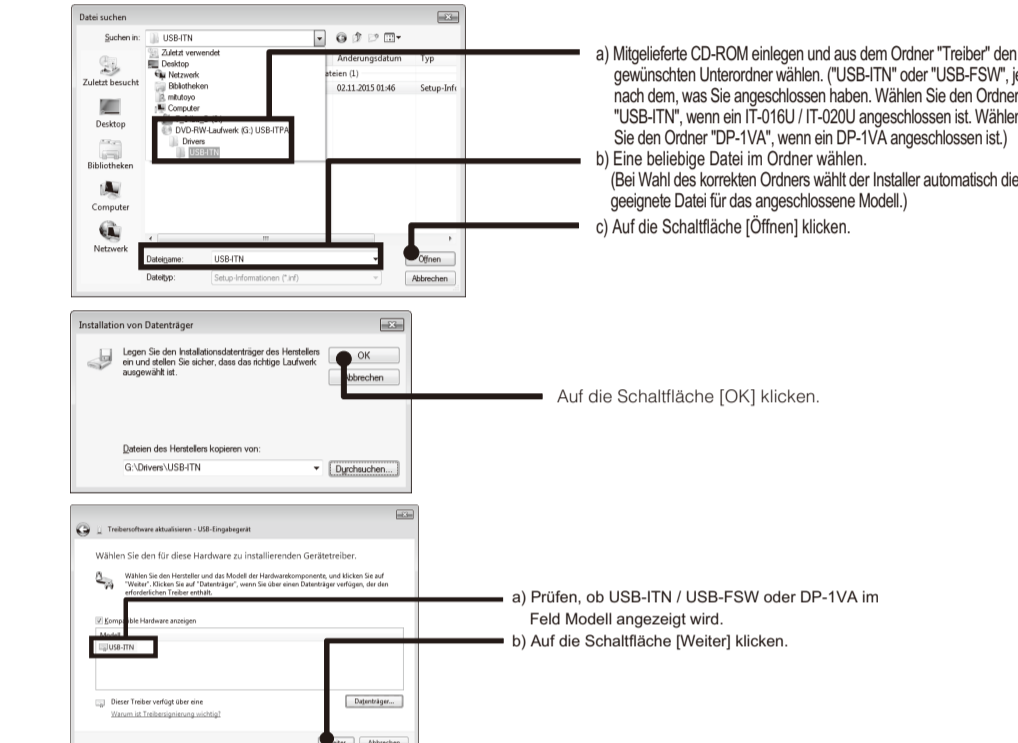 Datei suchen
Suchen in:
USB-ITN
Zuletzt verwendet
Desktop
Netzwerk
Bibliotheken
mitutoyo
Computer
DVD-RW-Laufwerk (G:) USB-ITPA
Drivers
USB-ITN
Änderungsdatum
Typ
ateien (1)
02.11.2015 01:46
Setup-Info
Zuletzt besucht
Desktop
Bibliotheken
Computer
Netzwerk
Dateiname:
USB-ITN
Öffnen
Dateityp:
Setup-Informationen (*.inf)
Abbrechen
a) Mitgelieferte CD-ROM einlegen und aus dem Ordner "Treiber" den
gewünschten Unterordner wählen. ("USB-ITN" oder "USB-FSW", je
nach dem, was Sie angeschlossen haben. Wählen Sie den Ordner
"USB-ITN", wenn ein IT-016U / IT-020U angeschlossen ist. Wählen
Sie den Ordner "DP-1VA", wenn ein DP-1VA angeschlossen ist.)
b) Eine beliebige Datei im Ordner wählen.
(Bei Wahl des korrekten Ordners wählt der Installer automatisch die
geeignete Datei für das angeschlossene Modell.)
c) Auf die Schaltfläche [Öffnen] klicken.
Installation von Datenträger
Legen Sie den Installationsdatenträger des Herstellers
ein und stellen Sie sicher, dass das richtige Laufwerk
ausgewählt ist.
OK
Abbrechen
Dateien des Herstellers kopieren von:
G:\Drivers\USB-ITN
Durchsuchen...
Auf die Schaltfläche [OK] klicken.
Treibersoftware aktualisieren - USB-Eingabegerät
Wählen Sie den für diese Hardware zu installierenden Gerätetreiber.
Wählen Sie den Hersteller und das Modell der Hardwarekomponente, und klicken Sie auf
"Weiter". Klicken Sie auf "Datenträger", wenn Sie über einen Datenträger verfügen, der den
erforderlichen Treiber enthält.
Kompatible Hardware anzeigen
Modell
USB-ITN
Dieser Treiber verfügt über eine
Warum ist Treibersignierung wichtig?
Datenträger...
Weiter
Abbrechen
a) Prüfen, ob USB-ITN / USB-FSW oder DP-1VA im
Feld Modell angezeigt wird.
b) Auf die Schaltfläche [Weiter] klicken.